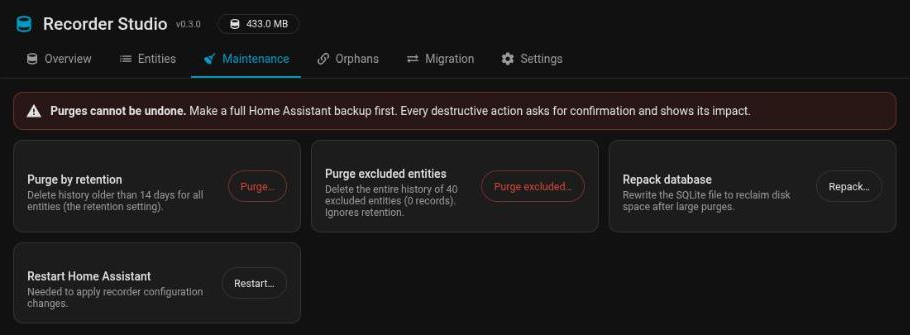 Recorder Studio v0.3.0 433.0 MB
Overview Entities Maintenance Orphans Migration Settings
Purges cannot be undone. Make a full Home Assistant backup first. Every destructive action asks for confirmation and shows its impact.
Purge by retention
Delete history older than 14 days for all
entities (the retention setting).
Purge...
Purge excluded entities
Delete the entire history of 40
excluded entities (0 records).
Ignores retention.
Purge excluded...
Repack database
Rewrite the SQLite file to reclaim disk
space after large purges.
Repack...
Restart Home Assistant
Needed to apply recorder configuration
changes.
Restart...